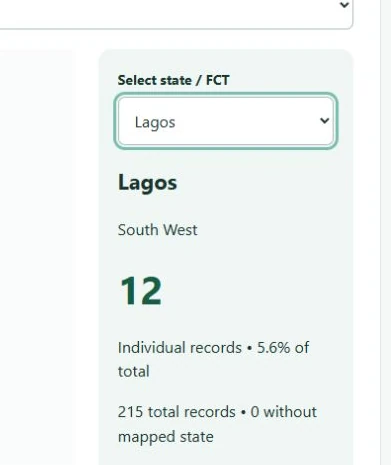 Select state / FCT
Lagos
Lagos
South West
12
Individual records • 5.6% of
total
215 total records • 0 without
mapped state